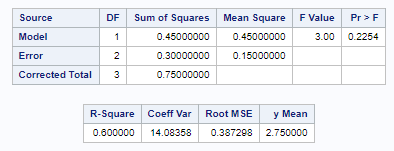 Source DF Sum of Squares Mean Square F Value Pr > F
Model 1 0.45000000 0.45000000 3.00 0.2254
Error 2 0.30000000 0.15000000
Corrected Total 3 0.75000000
R-Square Coeff Var Root MSE y Mean
0.600000 14.08358 0.387298 2.750000